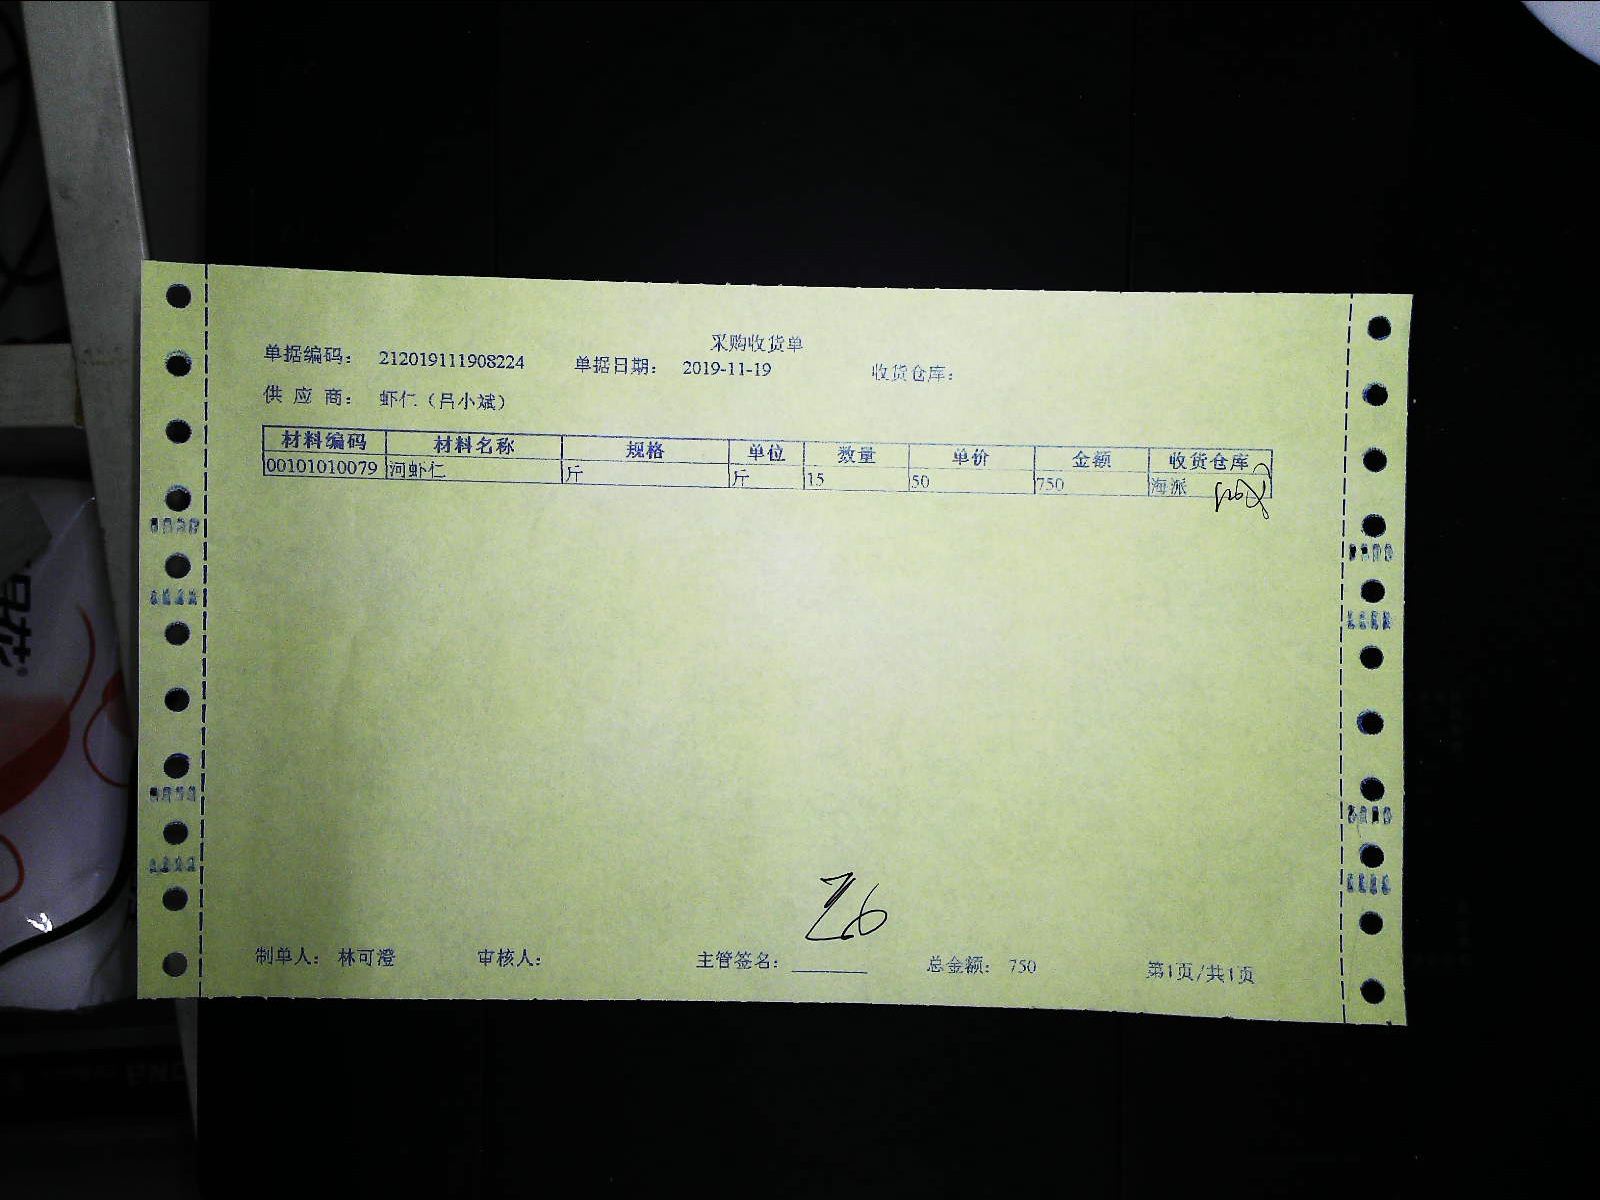 采购收货单
单据编码： 212019111908224 单据日期： 2019-11-19 收货仓库：
供 应 商： 虾仁（吕小斌）
材料编码 材料名称 规格 单位 数量 单价 金额 收货仓库
00101010079 河虾仁 斤 斤 15 50 750 海派
制单人： 林可澄 审核人： 主管签名： 总金额： 750 第1页/共1页